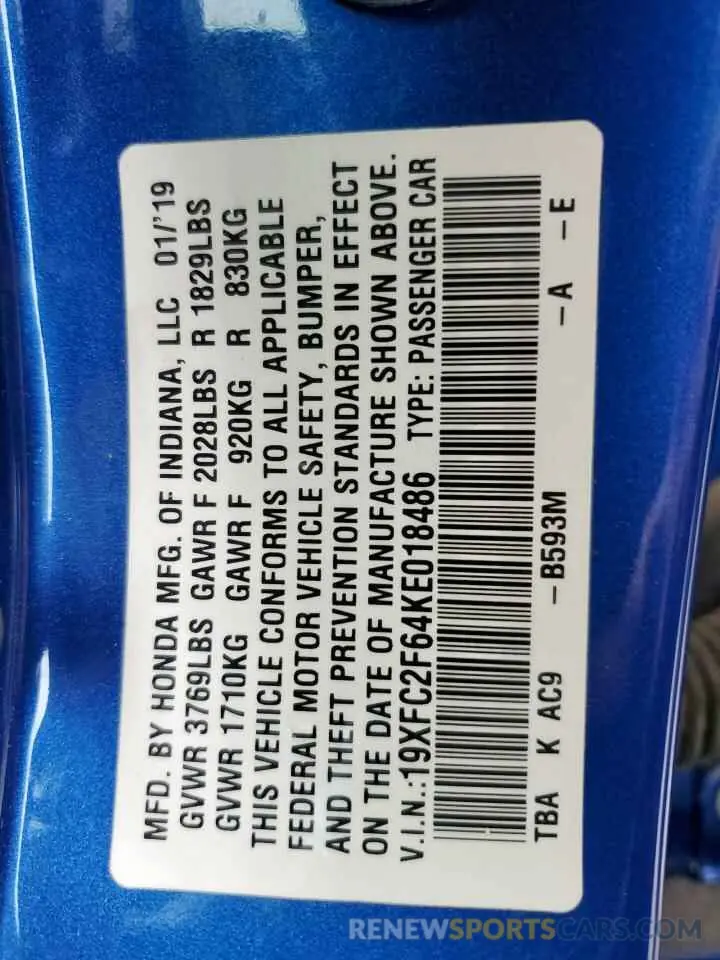 MFD. BY HONDA MFG. OF INDIANA, LLC 01/'19
GVWR 3769LBS GAWR F 2028LBS R 1829LBS
GVWR 1710KG GAWR F 920KG R 830KG
THIS VEHICLE CONFORMS TO ALL APPLICABLE
FEDERAL MOTOR VEHICLE SAFETY, BUMPER,
AND THEFT PREVENTION STANDARDS IN EFFECT
ON THE DATE OF MANUFACTURE SHOWN ABOVE.
V.I.N.:19XFC2F64KE018486 TYPE: PASSENGER CAR
TBA K AC9 –B593M –A –E
RENEWSPORTSCARS.COM